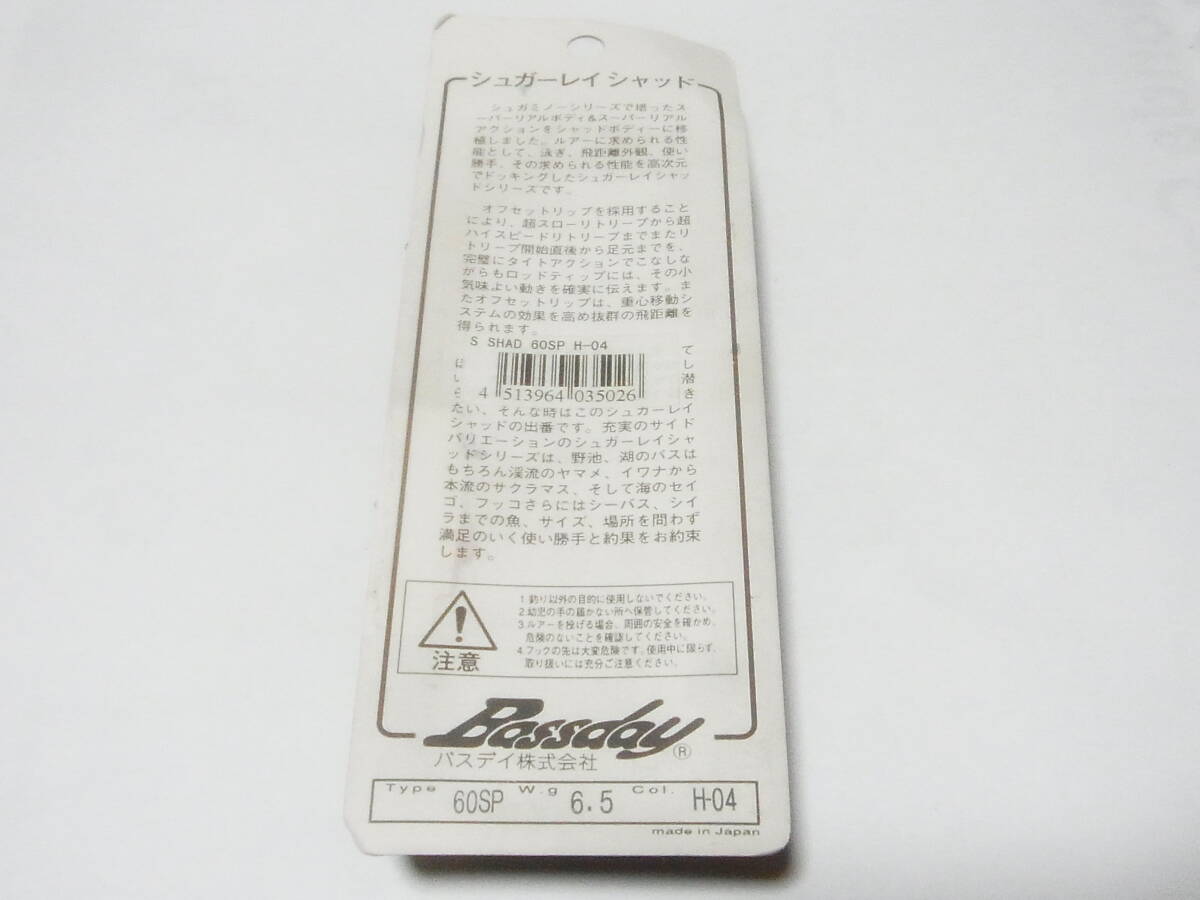 シュガーレイ シャッド
シュガミノーシリーズで培ったス
ーパーリアルボディ&スーパーリアル
アクションをシャッドボディーに移
植しました。ルアーに求められる性
能として、泳ぎ、飛距離外観、使い
勝手、その求められる性能を高次元
でドッキングしたシュガーレイシャッ
ドシリーズです。
オフセットリップを採用すること
により、超スローリトリーブから超
ハイスピードリトリーブまでまたリ
トリーブ開始直後から足元までを、
完璧にタイトアクションでこなしな
がらもロッドティップには、その小
気味よい動きを確実に伝えます。ま
たオフセットリップは、重心移動シ
ステムの効果を高め抜群の飛距離を
得られます。
S SHAD 60SP H-04
て
し
潜
き
4 513964 035026
たい、そんな時はこのシュガーレイ
シャッドの出番です。充実のサイド
バリエーションのシュガーレイシャ
ッドシリーズは、野池、湖のバスは
もちろん渓流のヤマメ、イワナから
本流のサクラマス、そして海のセイ
ゴ、フッコさらにはシーバス、シイ
ラまでの魚、サイズ、場所を問わず
満足のいく使い勝手と釣果をお約束
します。
注意
1.釣り以外の目的に使用しないでください。
2.幼児の手の届かない所へ保管してください。
3.ルアーを投げる場合、周囲の安全を確かめ、
危険のないことを確認してください。
4.フックの先は大変危険です。使用中に限らず、
取り扱いには充分ご注意ください。
Bassday ®
バスデイ株式会社
Type 60SP W.g 6.5 Col. H-04
made in Japan